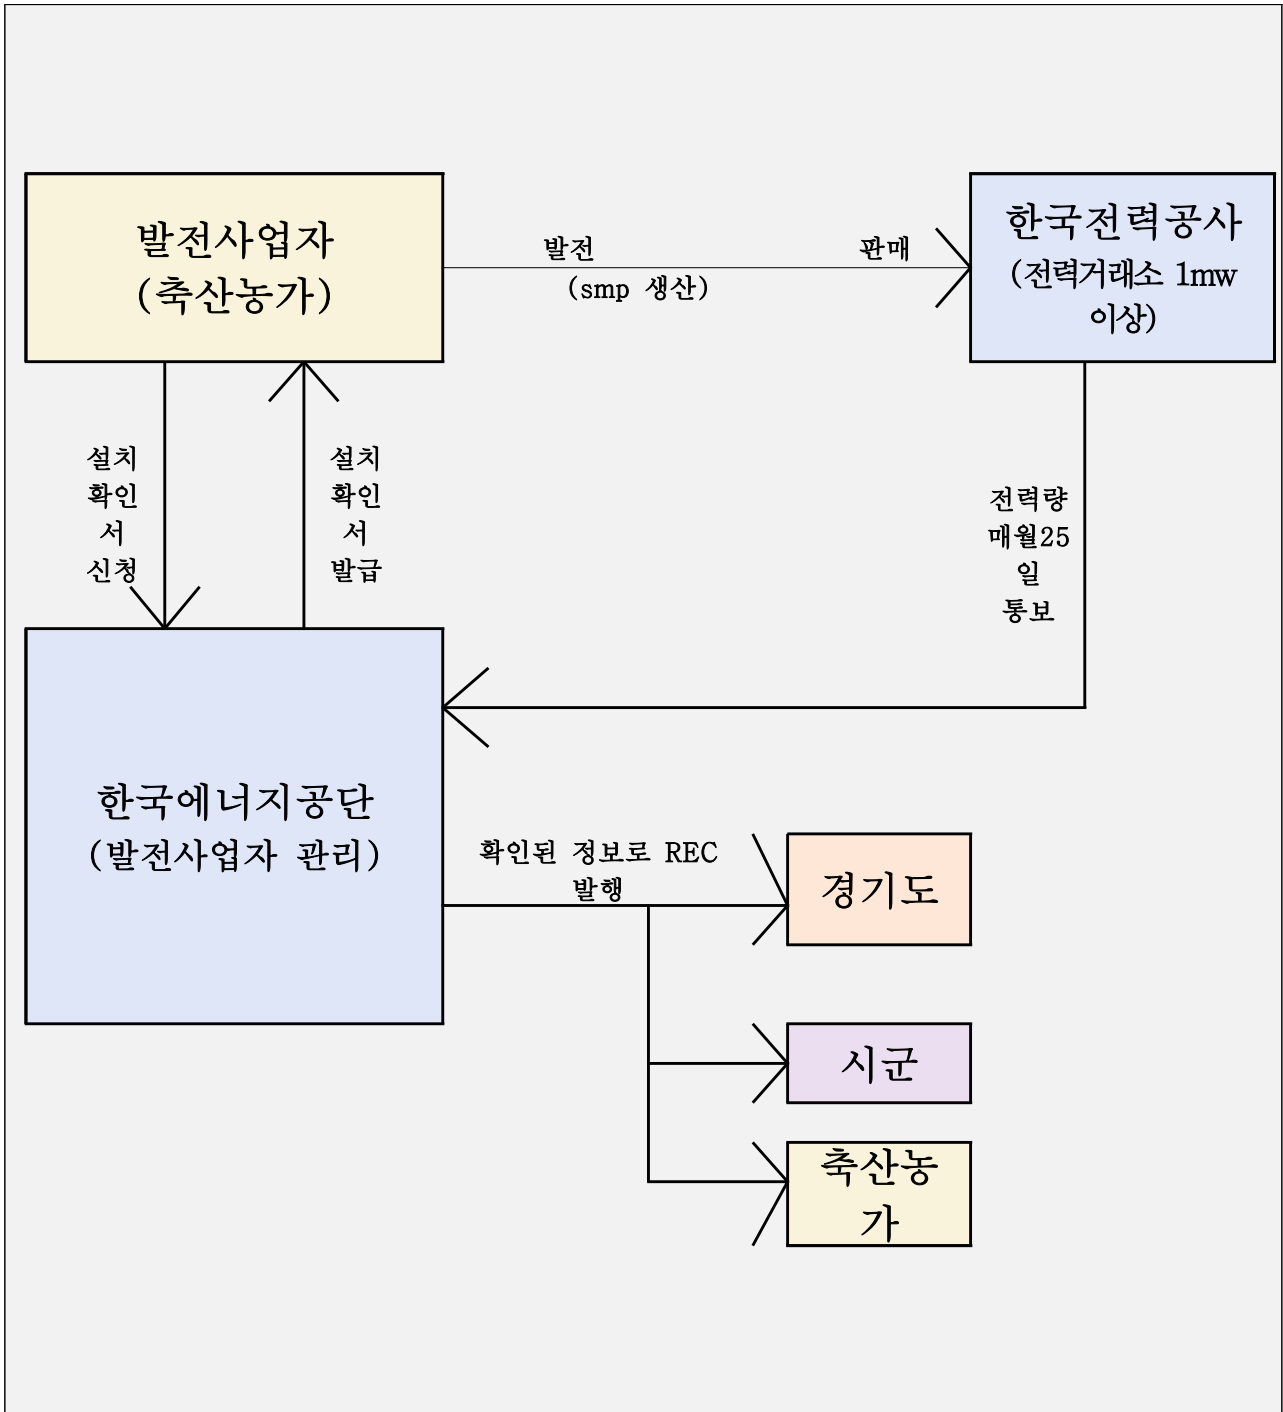 발전사업자
(축산농가)
발전 판매
(smp 생산)
한국전력공사
(전력거래소 1mw
이상)
설치
확인
서
신청
설치
확인
서
발급
전력량
매월25
일
통보
한국에너지공단
(발전사업자 관리)
확인된 정보로 REC
발행
경기도
시군
축산농
가